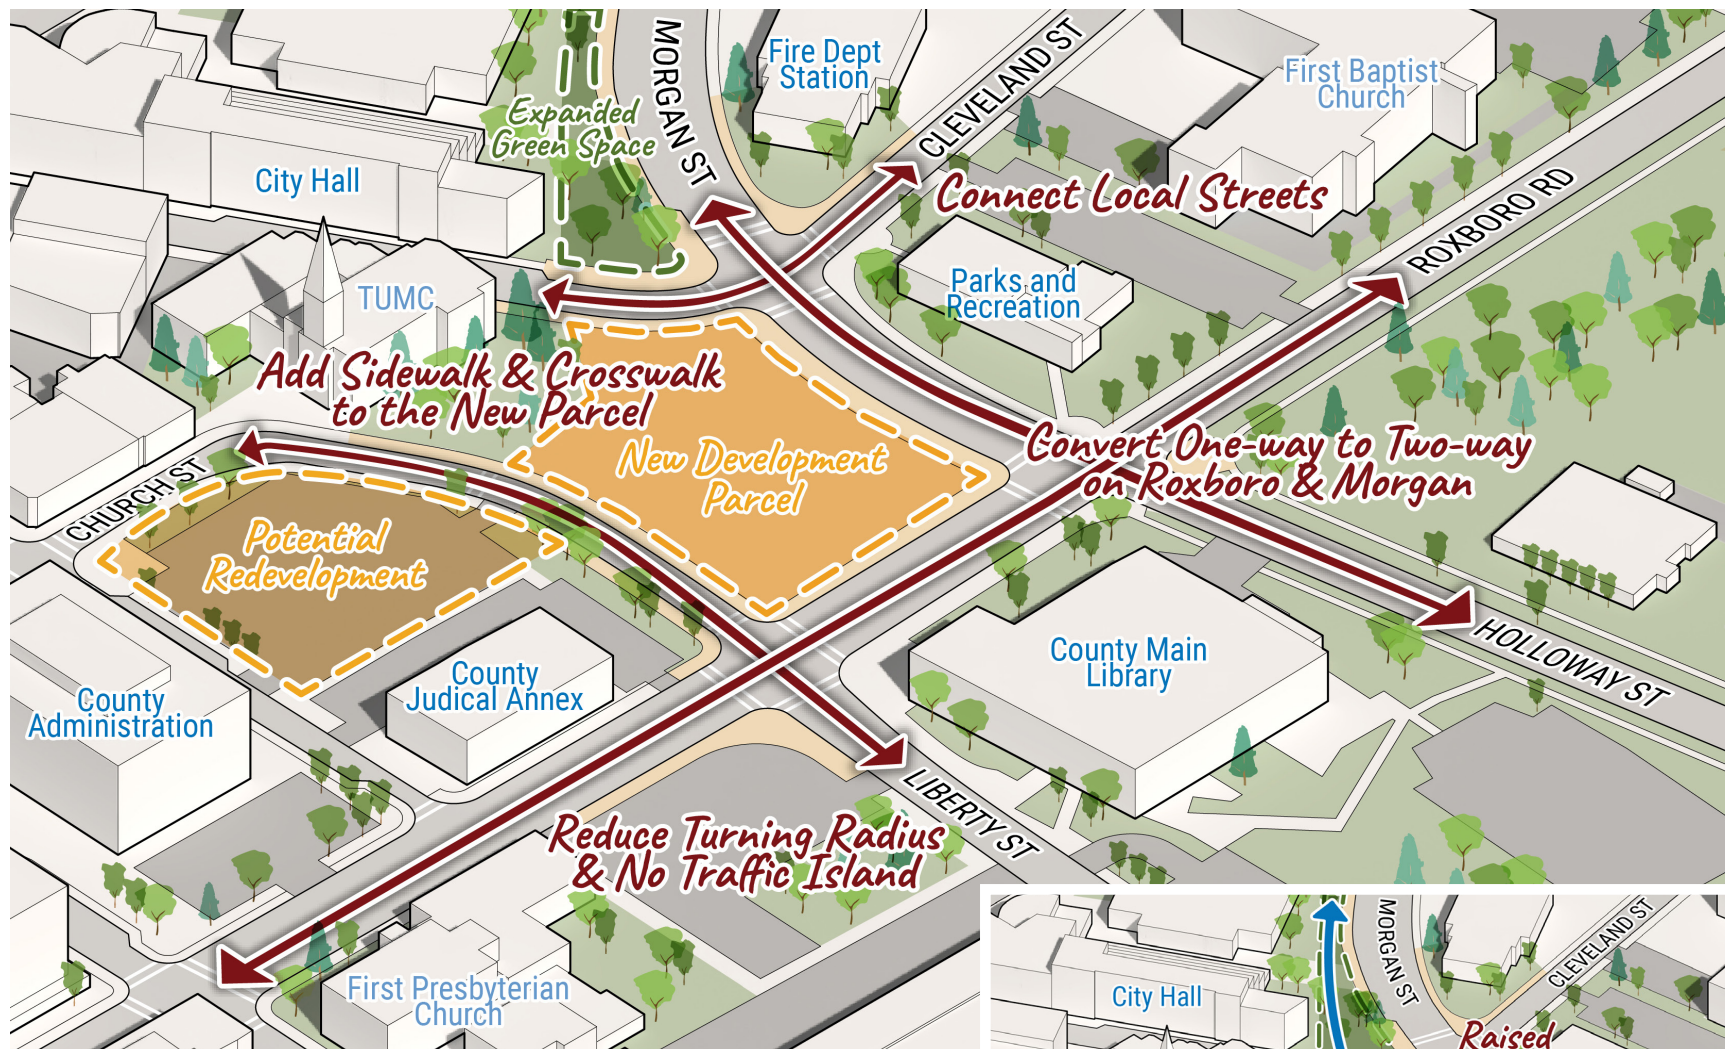 MORGAN ST
Fire Dept
Station
CLEVELAND ST
First Baptist
Church
Expanded
Green Space
City Hall
Connect Local Streets
ROXBORO RD
TUMC
Parks and
Recreation
Add Sidewalk & Crosswalk
to the New Parcel
New Development
Parcel
Convert One-way to Two-way
on Roxboro & Morgan
CHURCH ST
Potential
Redevelopment
County
Administration
County
Judical Annex
County Main
Library
HOLLOWAY ST
LIBERTY ST
Reduce Turning Radius
& No Traffic Island
First Presbyterian
Church
MORGAN ST
CLEVELAND ST
City Hall
Raised